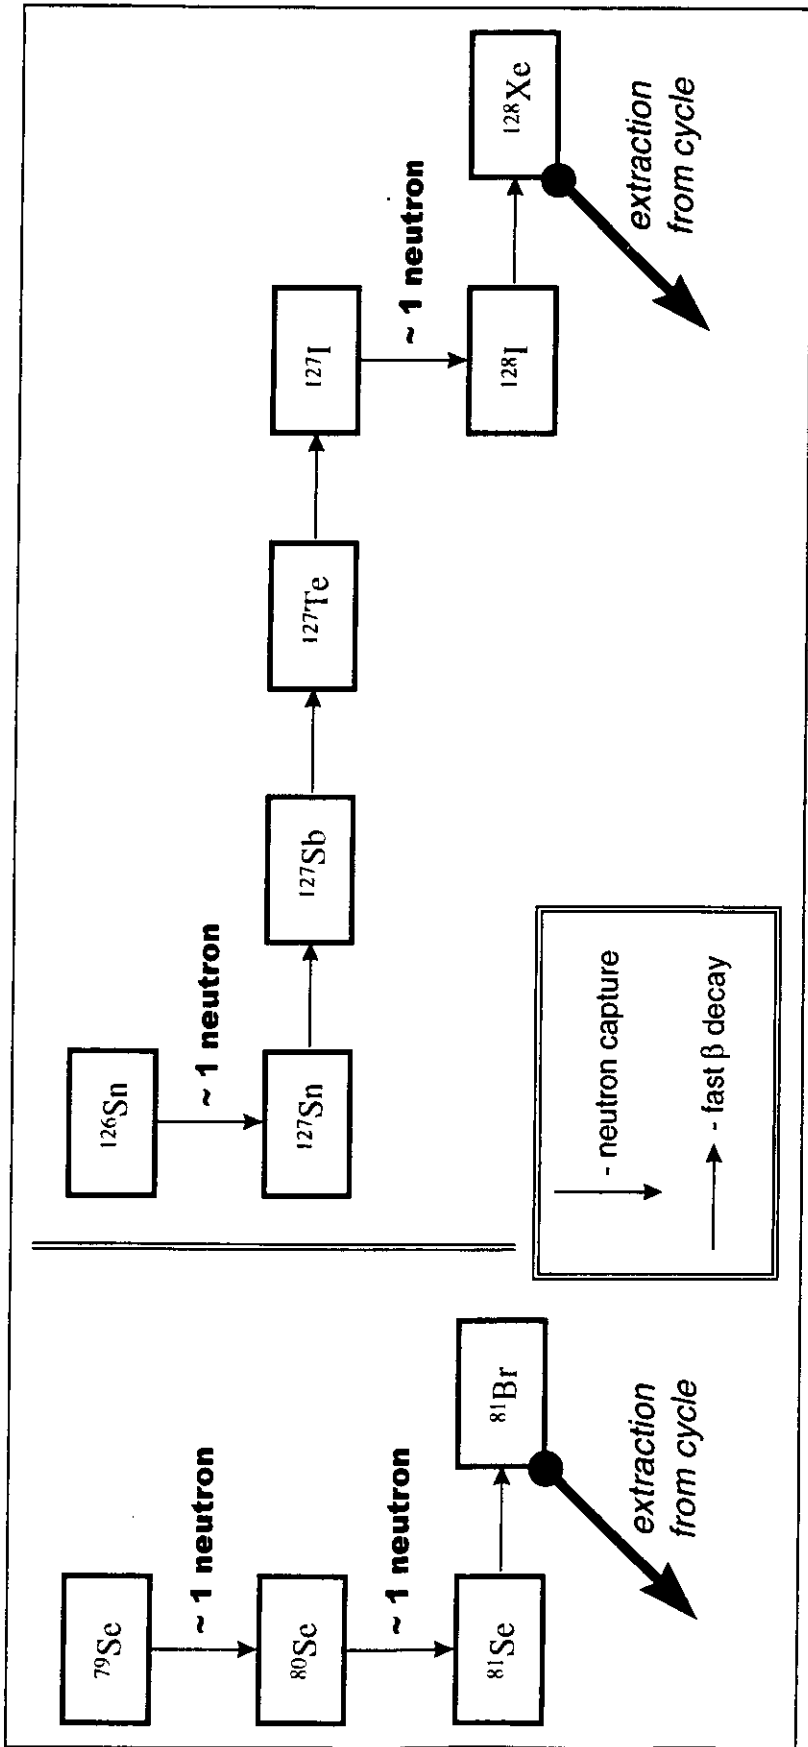 ⁷⁹Se
~ 1 neutron
⁸⁰Se
~ 1 neutron
⁸¹Se
⁸¹Br
extraction
from cycle
¹²⁶Sn
~ 1 neutron
¹²⁷Sn
¹²⁷Sb
¹²⁷Te
¹²⁷I
~ 1 neutron
¹²⁸I
¹²⁸Xe
extraction
from cycle
- neutron capture
- fast β decay